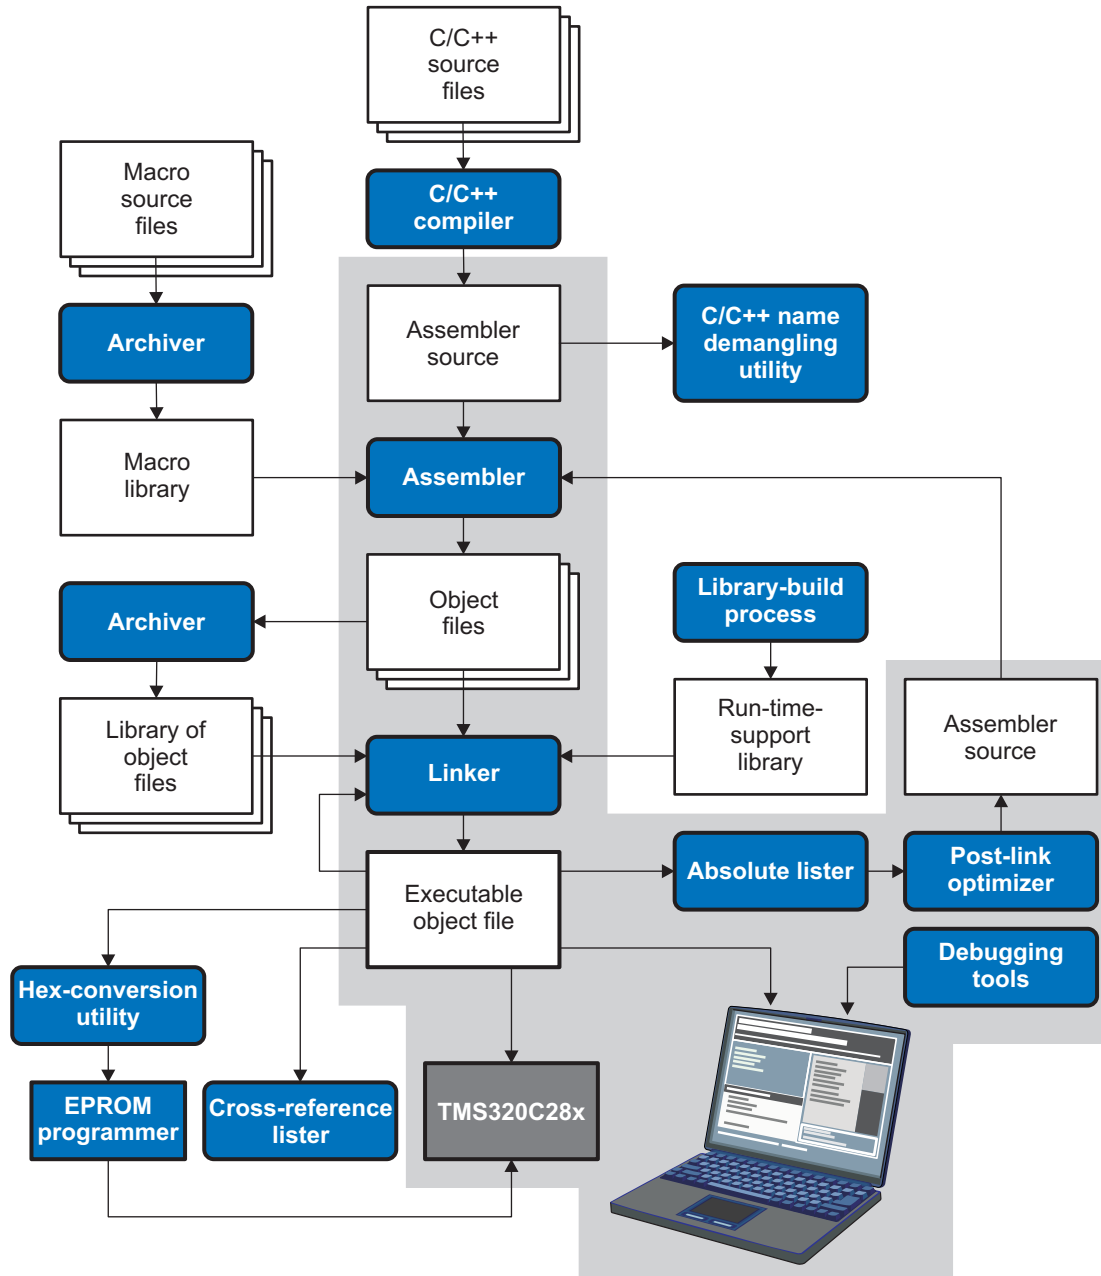 C/C++
source
files
Macro
source
files
C/C++
compiler
Archiver
Assembler
source
C/C++ name
demangling
utility
Macro
library
Assembler
Archiver
Object
files
Library-build
process
Library of
object
files
Linker
Run-time-
support
library
Assembler
source
Executable
object file
Absolute lister
Post-link
optimizer
Debugging
tools
Hex-conversion
utility
EPROM
programmer
Cross-reference
lister
TMS320C28x